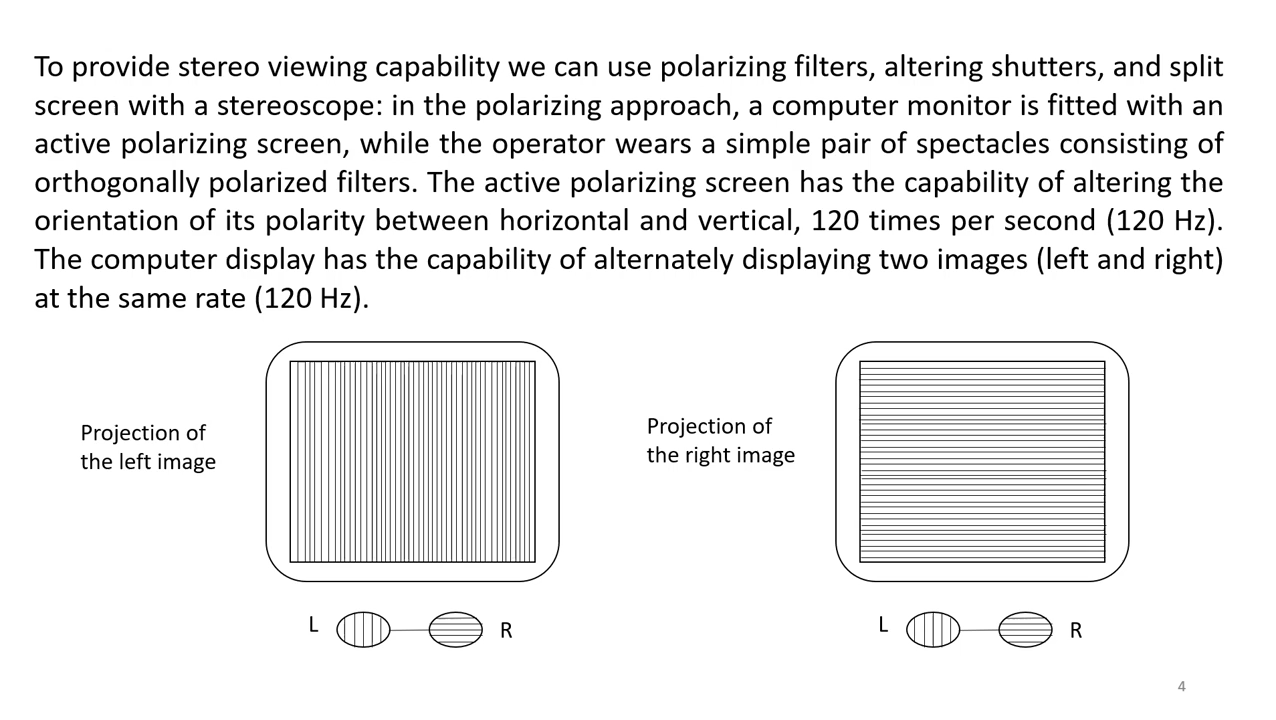 To provide stereo viewing capability we can use polarizing filters, altering shutters, and split
screen with a stereoscope: in the polarizing approach, a computer monitor is fitted with an
active polarizing screen, while the operator wears a simple pair of spectacles consisting of
orthogonally polarized filters. The active polarizing screen has the capability of altering the
orientation of its polarity between horizontal and vertical, 120 times per second (120 Hz).
The computer display has the capability of alternately displaying two images (left and right)
at the same rate (120 Hz).
Projection of
the left image
Projection of
the right image
L
R
L
R
4